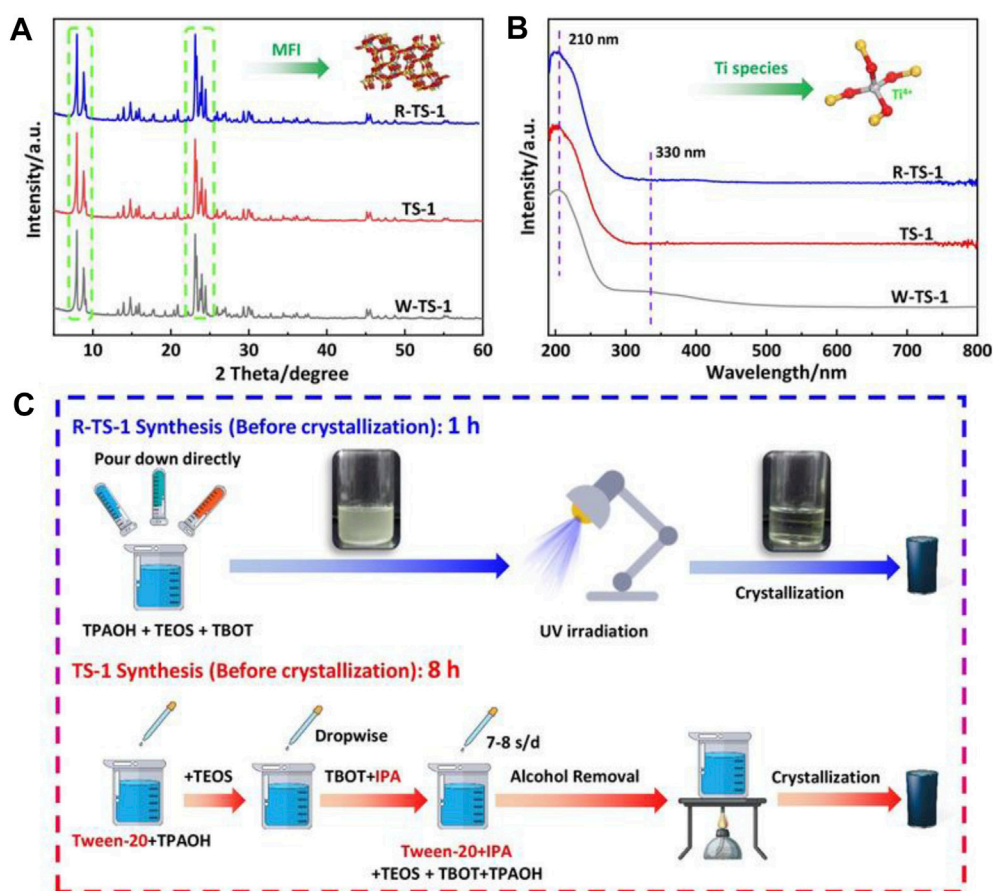 A
MFI
R-TS-1
TS-1
W-TS-1
Intensity/a.u.
10 20 30 40 50 60
2 Theta/degree
B
210 nm
Ti species
Ti⁴⁺
330 nm
R-TS-1
TS-1
W-TS-1
Intensity/a.u.
200 300 400 500 600 700 800
Wavelength/nm
C
R-TS-1 Synthesis (Before crystallization): 1 h
Pour down directly
TPAOH + TEOS + TBOT
UV irradiation
Crystallization
TS-1 Synthesis (Before crystallization): 8 h
+TEOS
Dropwise
TBOT+IPA
7-8 s/d
Alcohol Removal
Crystallization
Tween-20+TPAOH
Tween-20+IPA
+TEOS + TBOT+TPAOH